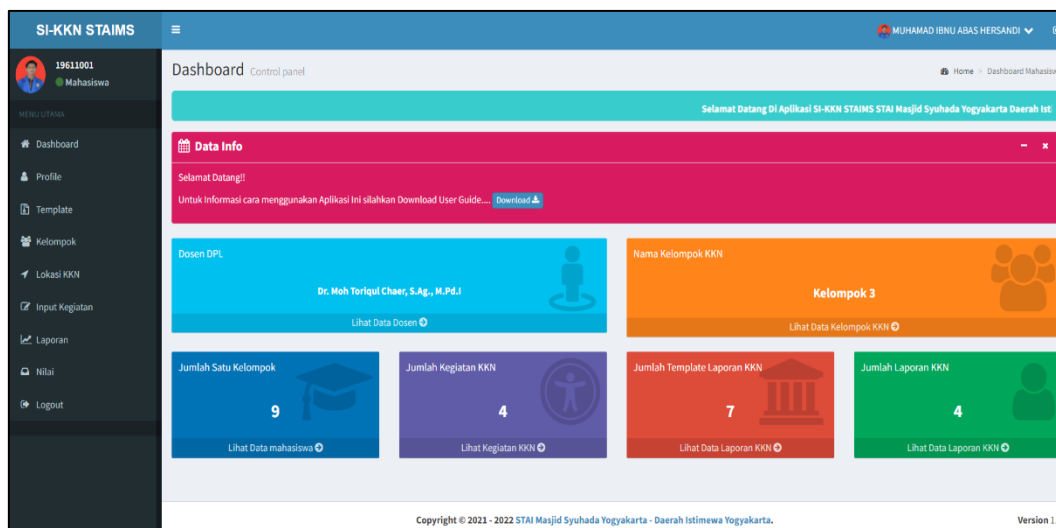 SI-KKN STAIMS
MUHAMAD IBNU ABAS HERSANDI
19611001
Mahasiswa
MENU UTAMA
Dashboard
Profile
Template
Kelompok
Lokasi KKN
Input Kegiatan
Laporan
Nilai
Logout
Dashboard Control panel
Home > Dashboard Mahasisw
Selamat Datang Di Aplikasi SI-KKN STAIMS STAI Masjid Syuhada Yogyakarta Daerah Ist
Data Info
Selamat Datang!!
Untuk Informasi cara menggunakan Aplikasi Ini silahkan Download User Guide.... Download
Dosen DPL
Dr. Moh Toriqul Chaer, S.Ag., M.Pd.I
Lihat Data Dosen
Nama Kelompok KKN
Kelompok 3
Lihat Data Kelompok KKN
Jumlah Satu Kelompok
9
Lihat Data mahasiswa
Jumlah Kegiatan KKN
4
Lihat Kegiatan KKN
Jumlah Template Laporan KKN
7
Lihat Data Laporan KKN
Jumlah Laporan KKN
4
Lihat Data Laporan KKN
Copyright © 2021 - 2022 STAI Masjid Syuhada Yogyakarta - Daerah Istimewa Yogyakarta.
Version 1